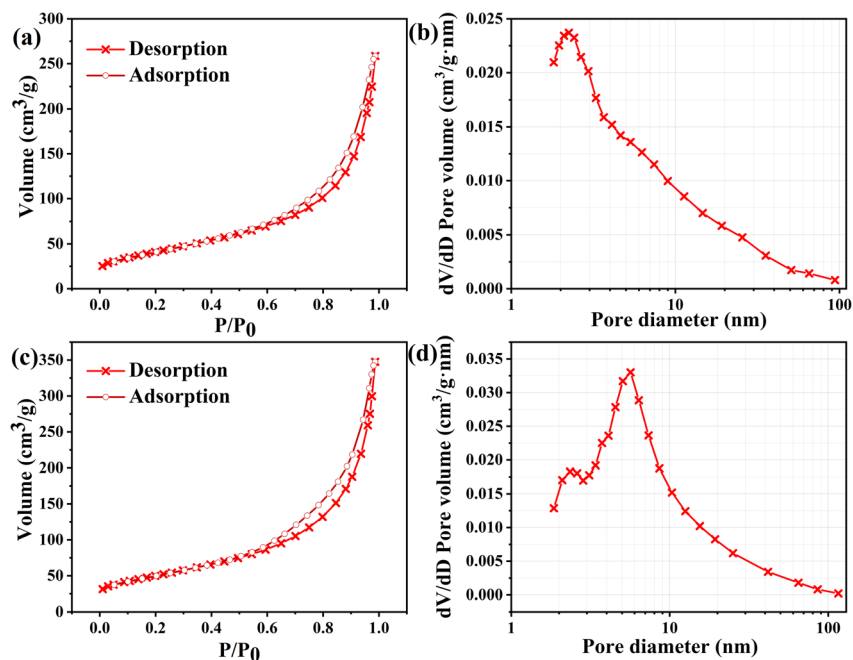 (a)
Desorption
Adsorption
Volume (cm³/g)
300
250
200
150
100
50
0
0.0 0.2 0.4 0.6 0.8 1.0
P/P₀
(b)
dV/dD Pore volume (cm³/g·nm)
0.025
0.020
0.015
0.010
0.005
0.000
1 10 100
Pore diameter (nm)
(c)
Desorption
Adsorption
Volume (cm³/g)
350
300
250
200
150
100
50
0
0.0 0.2 0.4 0.6 0.8 1.0
P/P₀
(d)
dV/dD Pore volume (cm³/g·nm)
0.035
0.030
0.025
0.020
0.015
0.010
0.005
0.000
1 10 100
Pore diameter (nm)